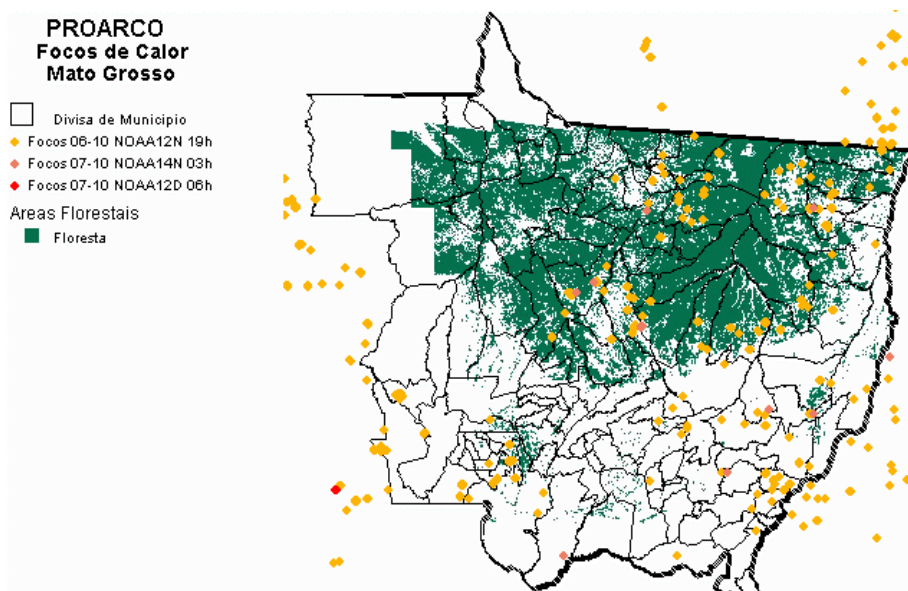 PROARCO
Focos de Calor
Mato Grosso
Divisa de Municipio
Focos 06-10 NOAA12N 19h
Focos 07-10 NOAA14N 03h
Focos 07-10 NOAA12D 06h
Areas Florestais
Floresta